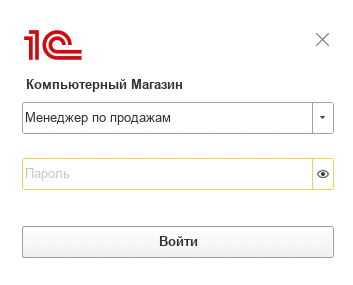 1С
Компьютерный Магазин
Менеджер по продажам
Пароль
Войти